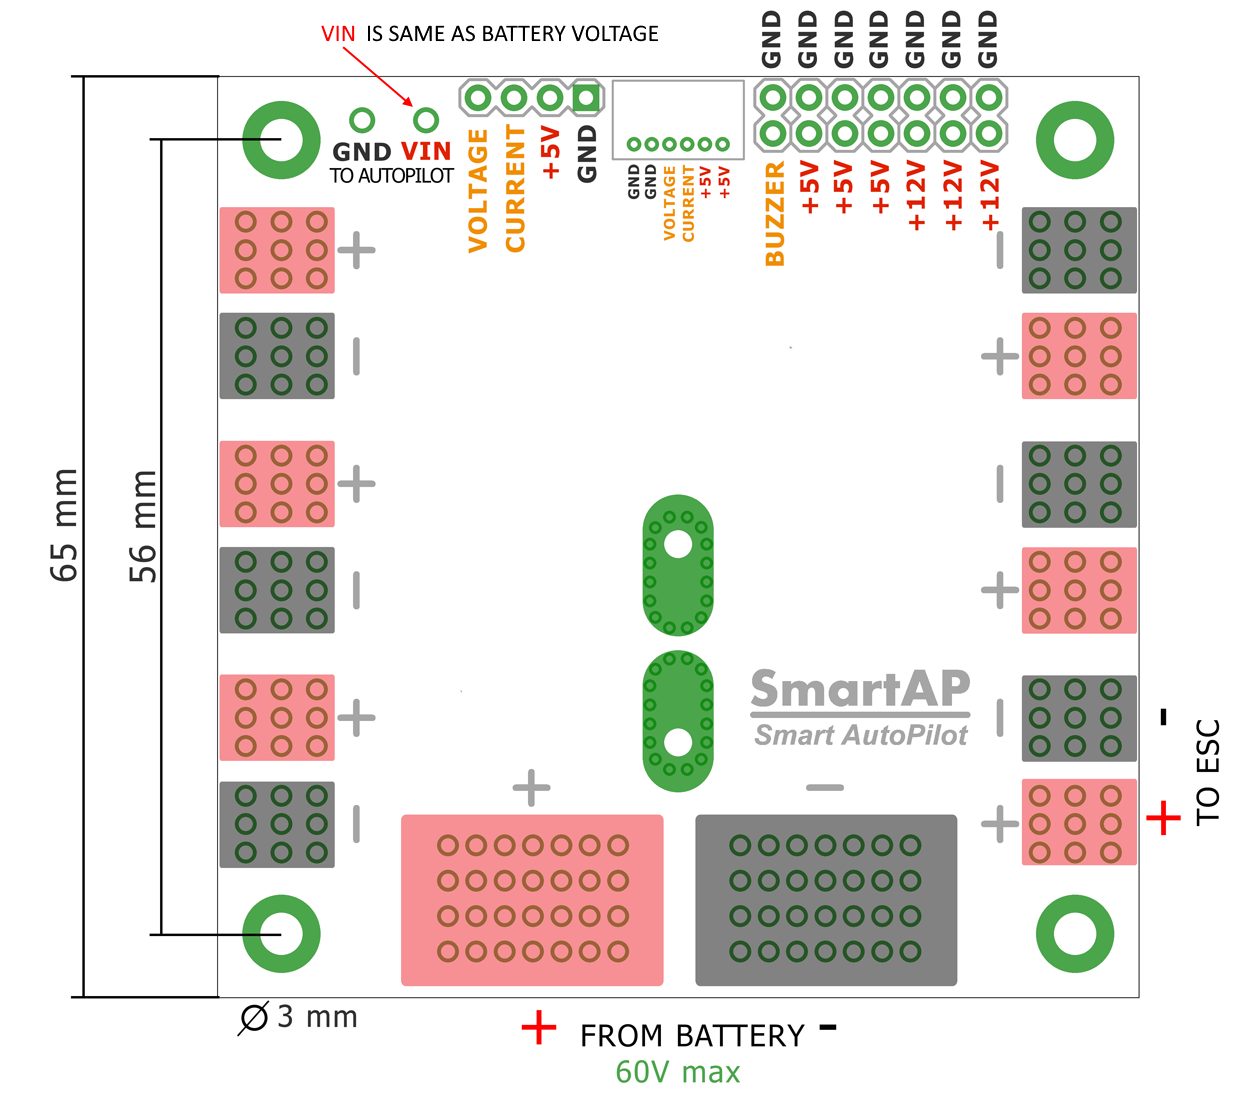 VIN IS SAME AS BATTERY VOLTAGE
GND GND GND GND GND GND GND
GND VIN
TO AUTOPILOT
VOLTAGE
CURRENT
+5V
GND
GND
GND
VOLTAGE
CURRENT
+5V
+5V
BUZZER
+5V
+5V
+5V
+12V
+12V
+12V
+ −
− +
65 mm
56 mm
+ −
− +
+ −
− +
SmartAP
Smart AutoPilot
+ −
-
+
TO ESC
Ø 3 mm
+ FROM BATTERY -
60V max